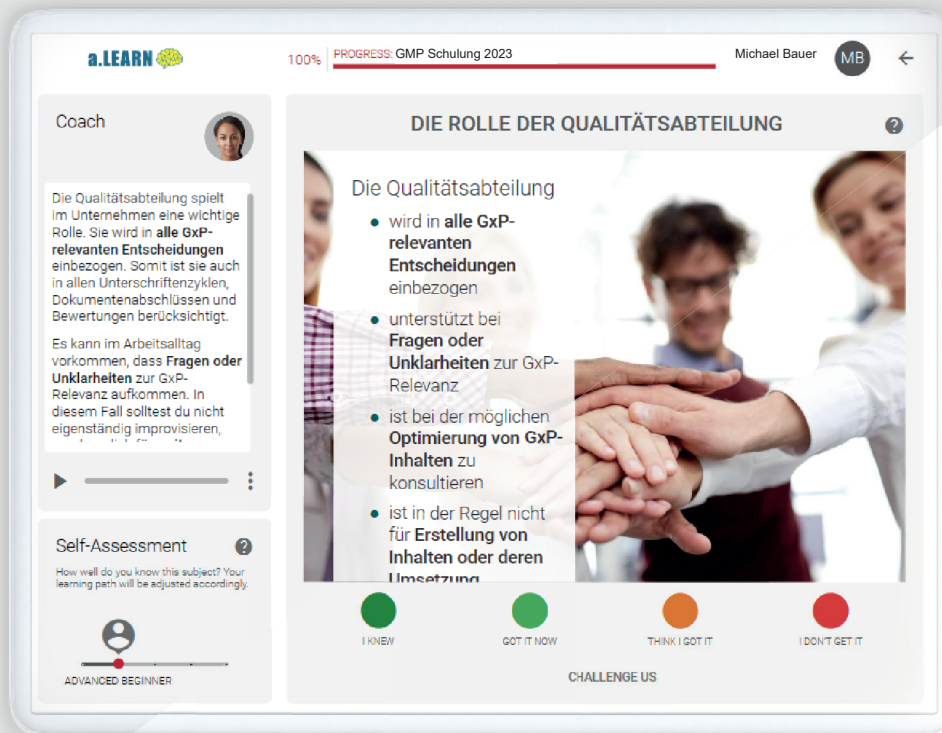 a.LEARN
100%
PROGRESS: GMP Schulung 2023
Michael Bauer
MB
Coach
Die Qualitätsabteilung spielt
im Unternehmen eine wichtige
Rolle. Sie wird in alle GxP-
relevanten Entscheidungen
einbezogen. Somit ist sie auch
in allen Unterschriftenzyklen,
Dokumentenabschlüssen und
Bewertungen berücksichtigt.
Es kann im Arbeitsalltag
vorkommen, dass Fragen oder
Unklarheiten zur GxP-
Relevanz aufkommen. In
diesem Fall solltest du nicht
eigenständig improvisieren,
Self-Assessment
?
How well do you know this subject? Your
learning path will be adjusted accordingly.
ADVANCED BEGINNER
DIE ROLLE DER QUALITÄTSABTEILUNG
?
Die Qualitätsabteilung
• wird in alle GxP-
relevanten
Entscheidungen
einbezogen
• unterstützt bei
Fragen oder
Unklarheiten zur GxP-
Relevanz
• ist bei der möglichen
Optimierung von GxP-
Inhalten zu
konsultieren
• ist in der Regel nicht
für Erstellung von
Inhalten oder deren
Umsetzung
I KNEW
GOT IT NOW
THINK I GOT IT
I DON'T GET IT
CHALLENGE US